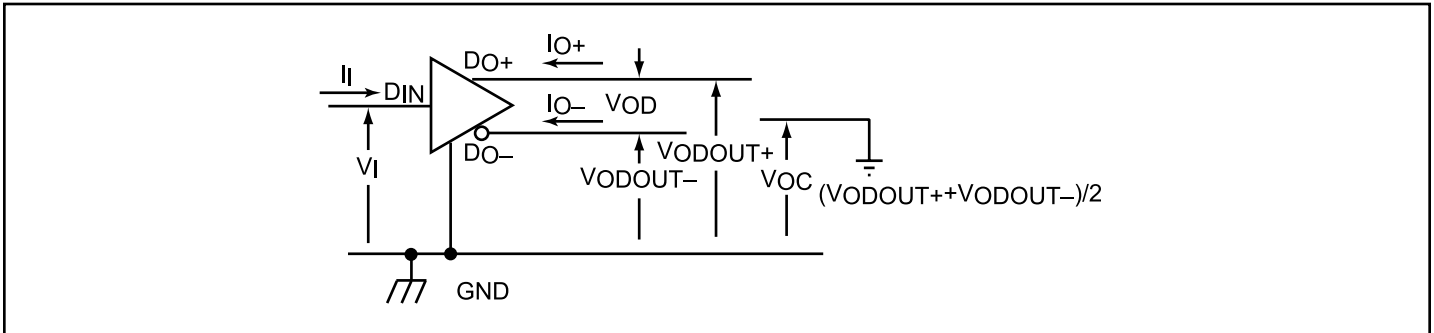 IO+
DO+
II
DIN
IO–
VOD
DO–
VI
VODOUT+
VODOUT–
VOC
(VODOUT++VODOUT–)/2
GND